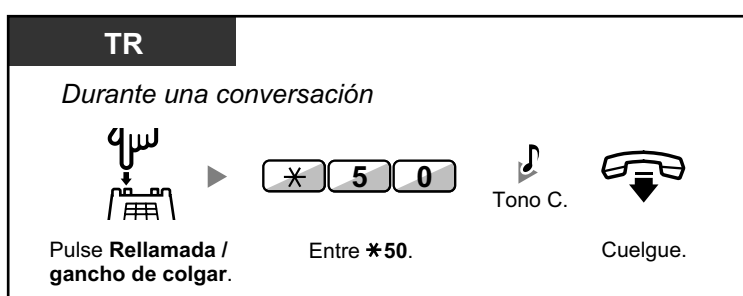 TR
Durante una conversación
✳ 5 0
Tono C.
Pulse Rellamada /
gancho de colgar.
Entre ✳50.
Cuelgue.